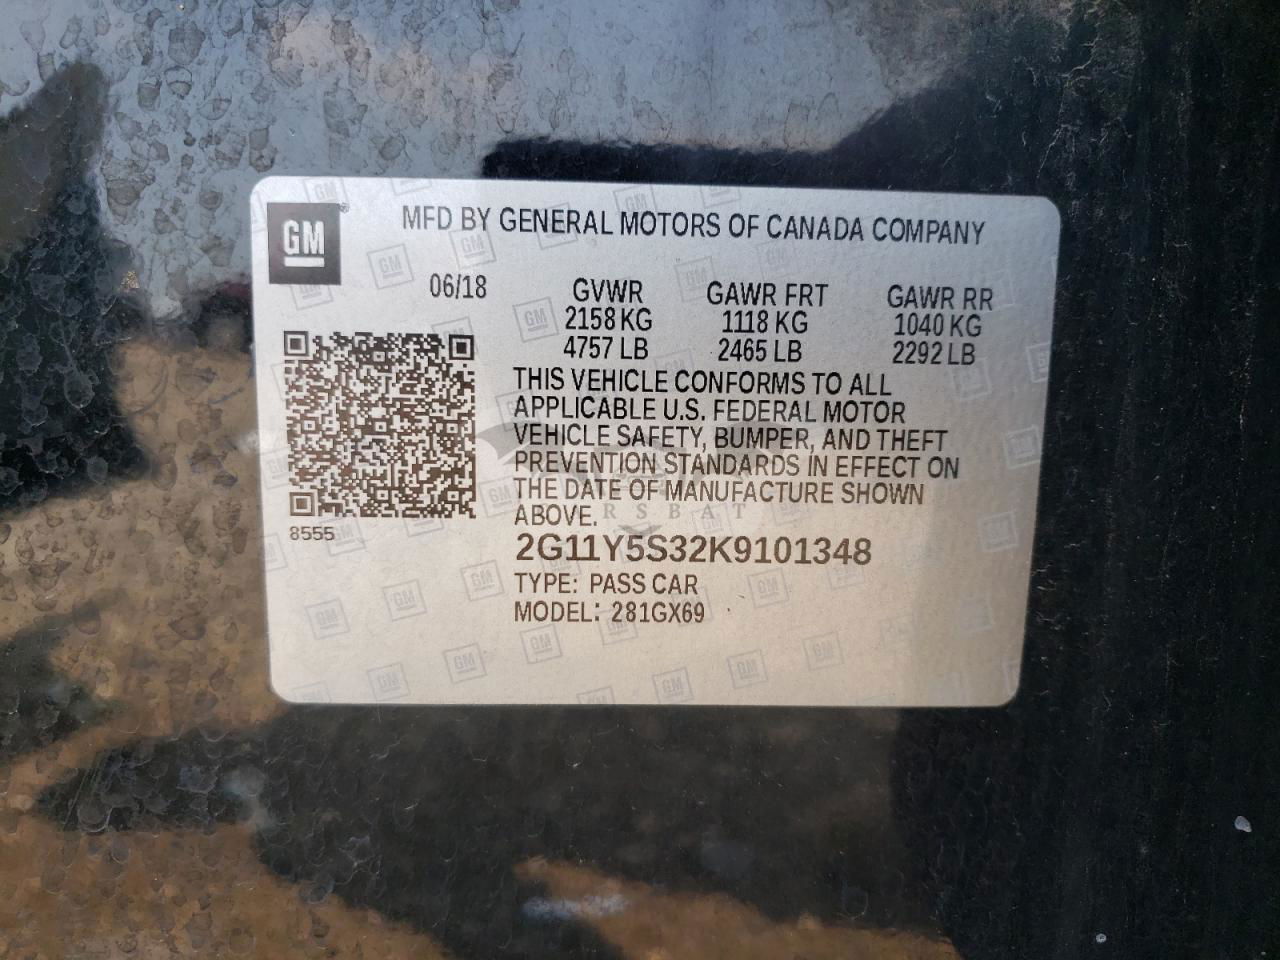 GM
MFD BY GENERAL MOTORS OF CANADA COMPANY
06/18
GVWR GAWR FRT GAWR RR
2158 KG 1118 KG 1040 KG
4757 LB 2465 LB 2292 LB
THIS VEHICLE CONFORMS TO ALL
APPLICABLE U.S. FEDERAL MOTOR
VEHICLE SAFETY, BUMPER, AND THEFT
PREVENTION STANDARDS IN EFFECT ON
THE DATE OF MANUFACTURE SHOWN
ABOVE.
8555
2G11Y5S32K9101348
TYPE: PASS CAR
MODEL: 281GX69